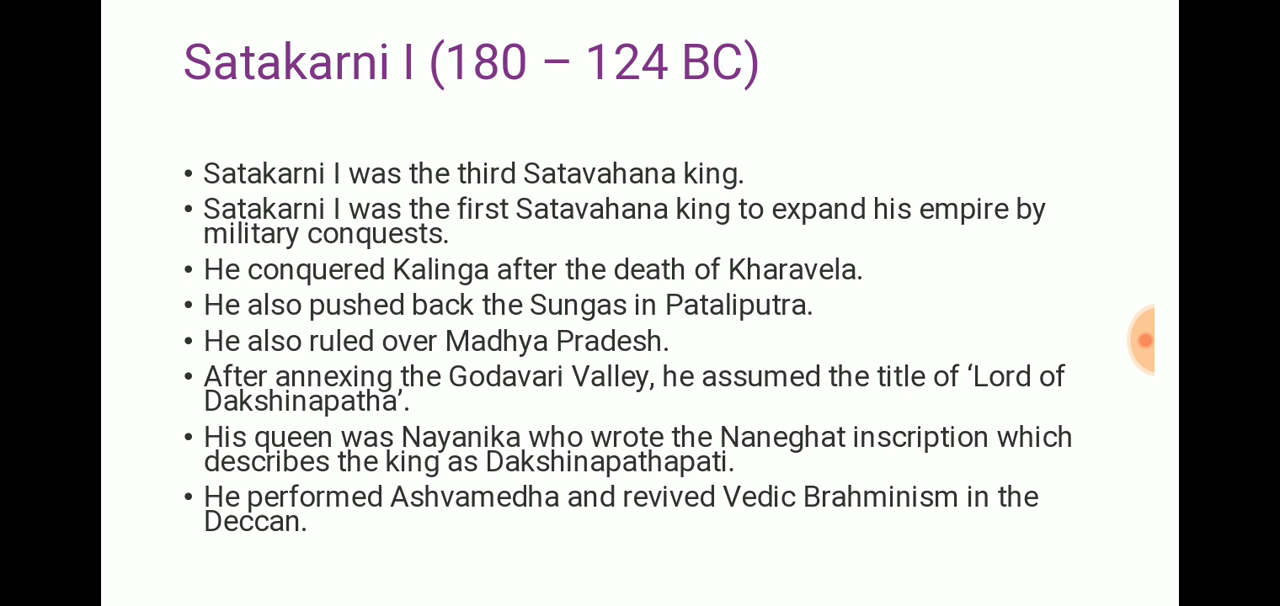 Satakarni I (180 – 124 BC)
• Satakarni I was the third Satavahana king.
• Satakarni I was the first Satavahana king to expand his empire by
military conquests.
• He conquered Kalinga after the death of Kharavela.
• He also pushed back the Sungas in Pataliputra.
• He also ruled over Madhya Pradesh.
• After annexing the Godavari Valley, he assumed the title of ‘Lord of
Dakshinapatha’.
• His queen was Nayanika who wrote the Naneghat inscription which
describes the king as Dakshinapathapati.
• He performed Ashvamedha and revived Vedic Brahminism in the
Deccan.